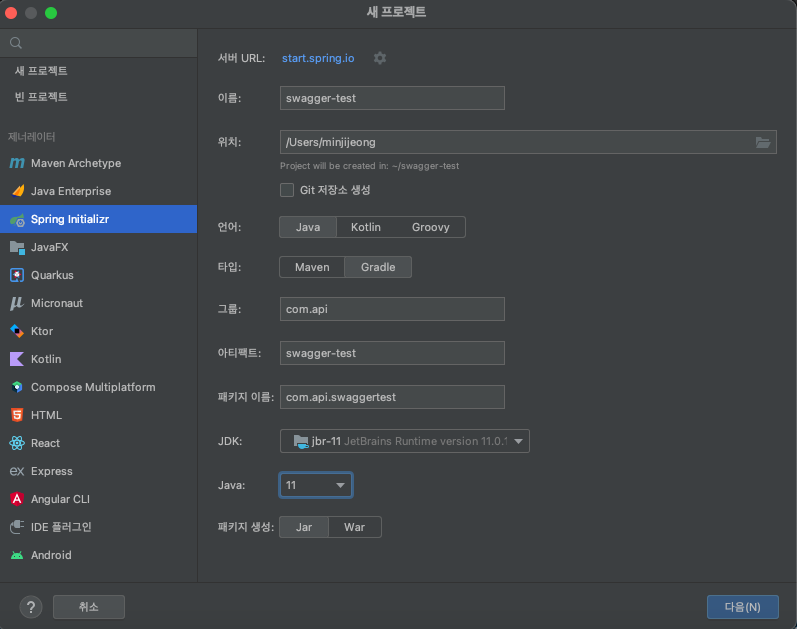 새 프로젝트
새 프로젝트
빈 프로젝트
제너레이터
Maven Archetype
Java Enterprise
Spring Initializr
JavaFX
Quarkus
Micronaut
Ktor
Kotlin
Compose Multiplatform
HTML
React
Express
Angular CLI
IDE 플러그인
Android
서버 URL: start.spring.io
이름: swagger-test
위치: /Users/minjijeong
Project will be created in: ~/swagger-test
Git 저장소 생성
언어: Java Kotlin Groovy
타입: Maven Gradle
그룹: com.api
아티팩트: swagger-test
패키지 이름: com.api.swaggertest
JDK: jbr-11 JetBrains Runtime version 11.0.1
Java: 11
패키지 생성: Jar War
? 취소 다음(N)